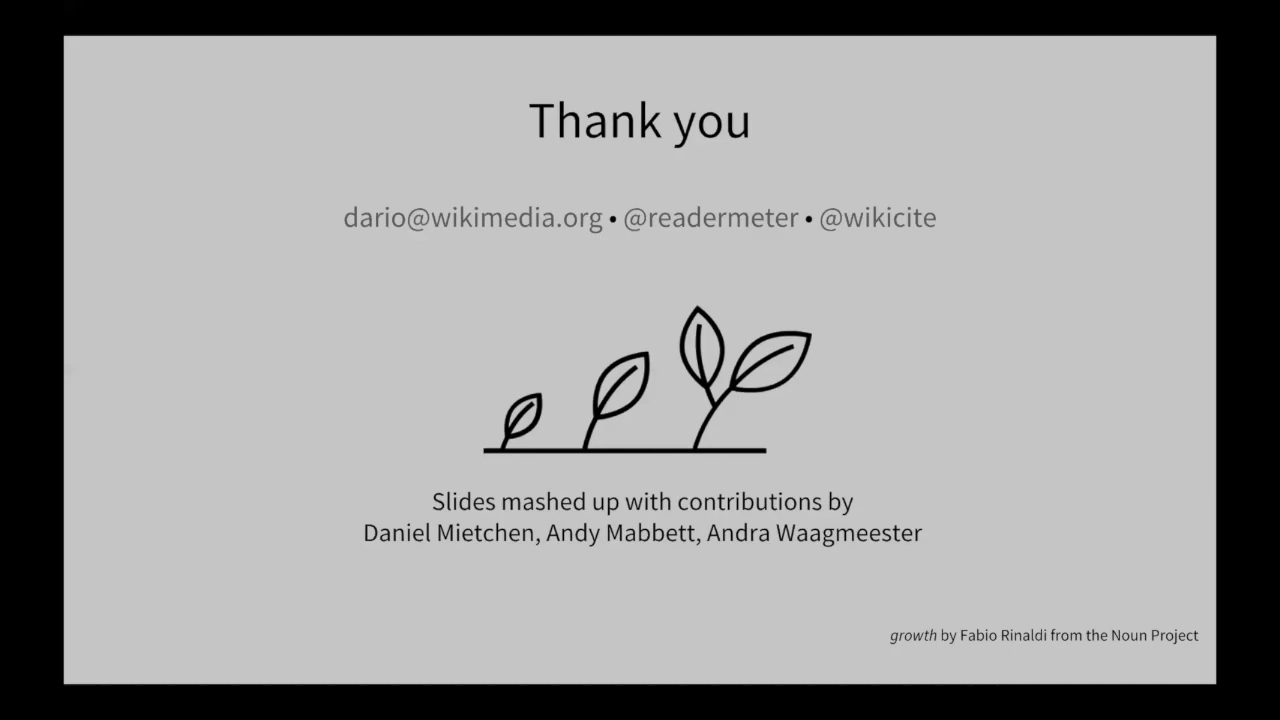 Thank you
dario@wikimedia.org • @readermeter • @wikicite
Slides mashed up with contributions by
Daniel Mietchen, Andy Mabbett, Andra Waagmeester
growth by Fabio Rinaldi from the Noun Project